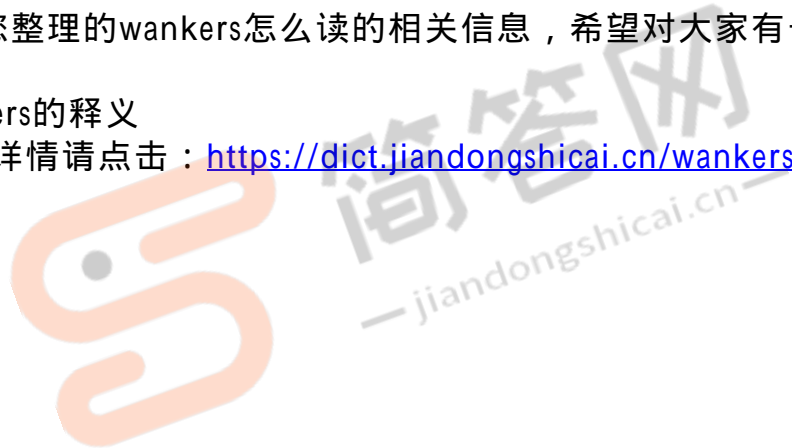 整理的wankers怎么读的相关信息，希望对大家有
ers的释义
详情请点击：https://dict.jiandongshicai.cn/wankers
简答网
jiandongshicai.cn